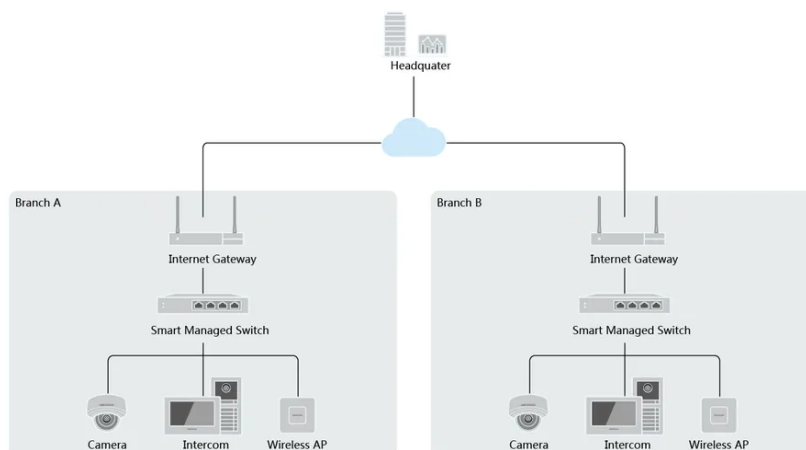 Headquater
Branch A
Branch B
Internet Gateway
Internet Gateway
Smart Managed Switch
Smart Managed Switch
Camera
Intercom
Wireless AP
Camera
Intercom
Wireless AP